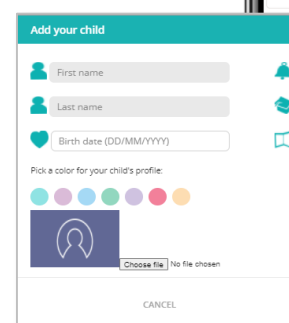 Add your child
First name
Last name
Birth date (DD/MM/YYYY)
Pick a color for your child's profile:
Choose file No file chosen
CANCEL